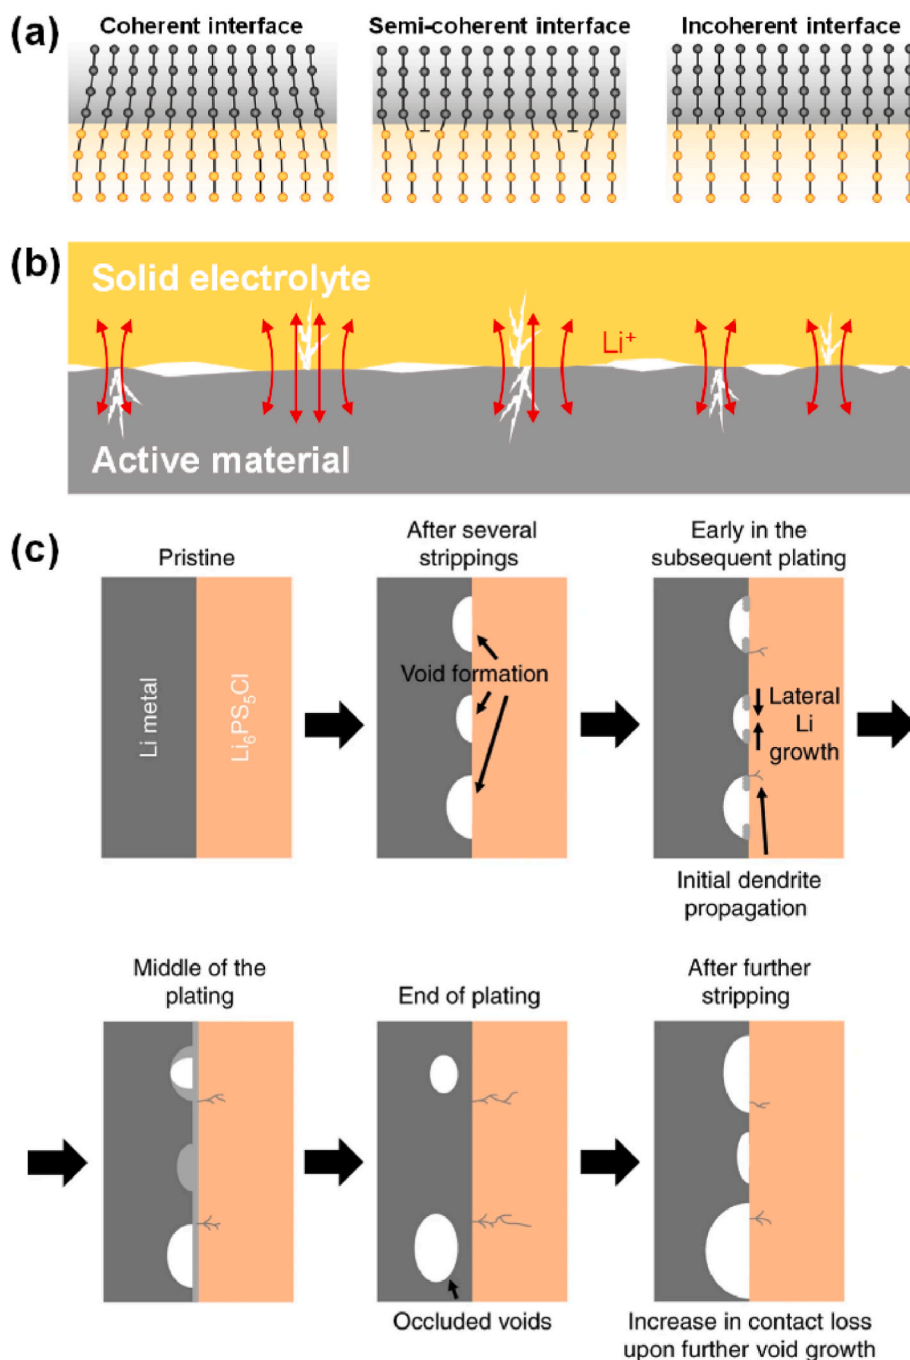 (a)
Coherent interface
Semi-coherent interface
Incoherent interface
(b)
Solid electrolyte
Li⁺
Active material
(c)
Pristine
After several
strippings
Early in the
subsequent plating
Li metal
Li₆PS₅Cl
Void formation
Lateral
Li
growth
Initial dendrite
propagation
Middle of the
plating
End of plating
After further
stripping
Occluded voids
Increase in contact loss
upon further void growth